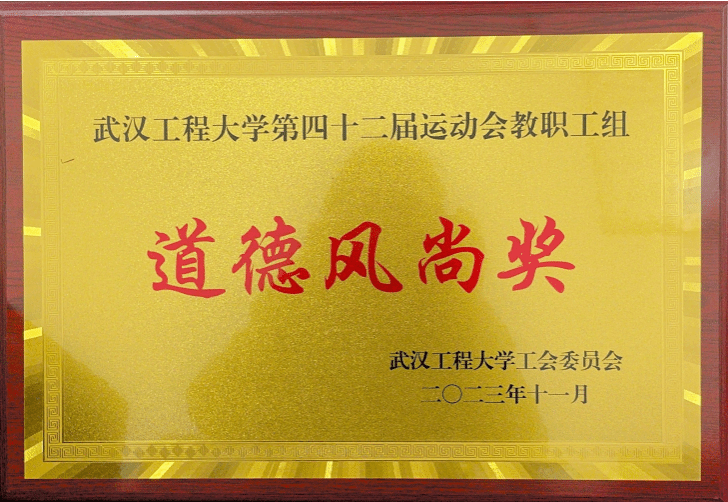 武汉工程大学第四十二届运动会教职工组
道德风尚奖
武汉工程大学工会委员会
二〇二三年十一月